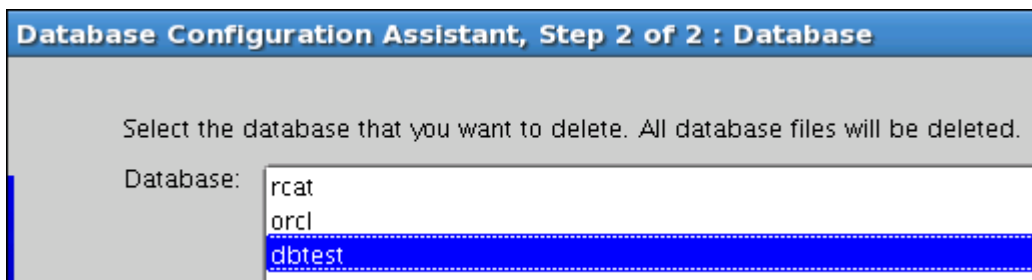 Database Configuration Assistant, Step 2 of 2 : Database
Select the database that you want to delete. All database files will be deleted.
Database:
rcat
orcl
dbtest